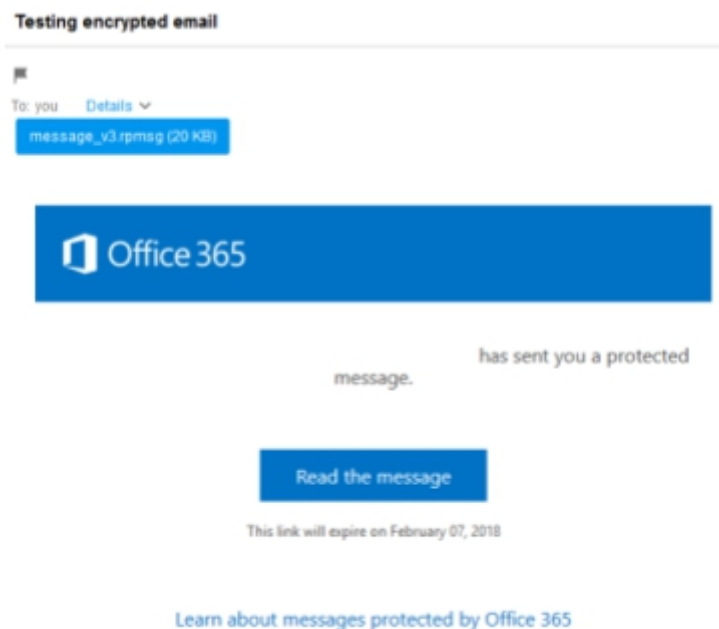 Testing encrypted email
To: you Details
message_v3.rpmsg (20 KB)
Office 365
has sent you a protected
message.
Read the message
This link will expire on February 07, 2018
Learn about messages protected by Office 365